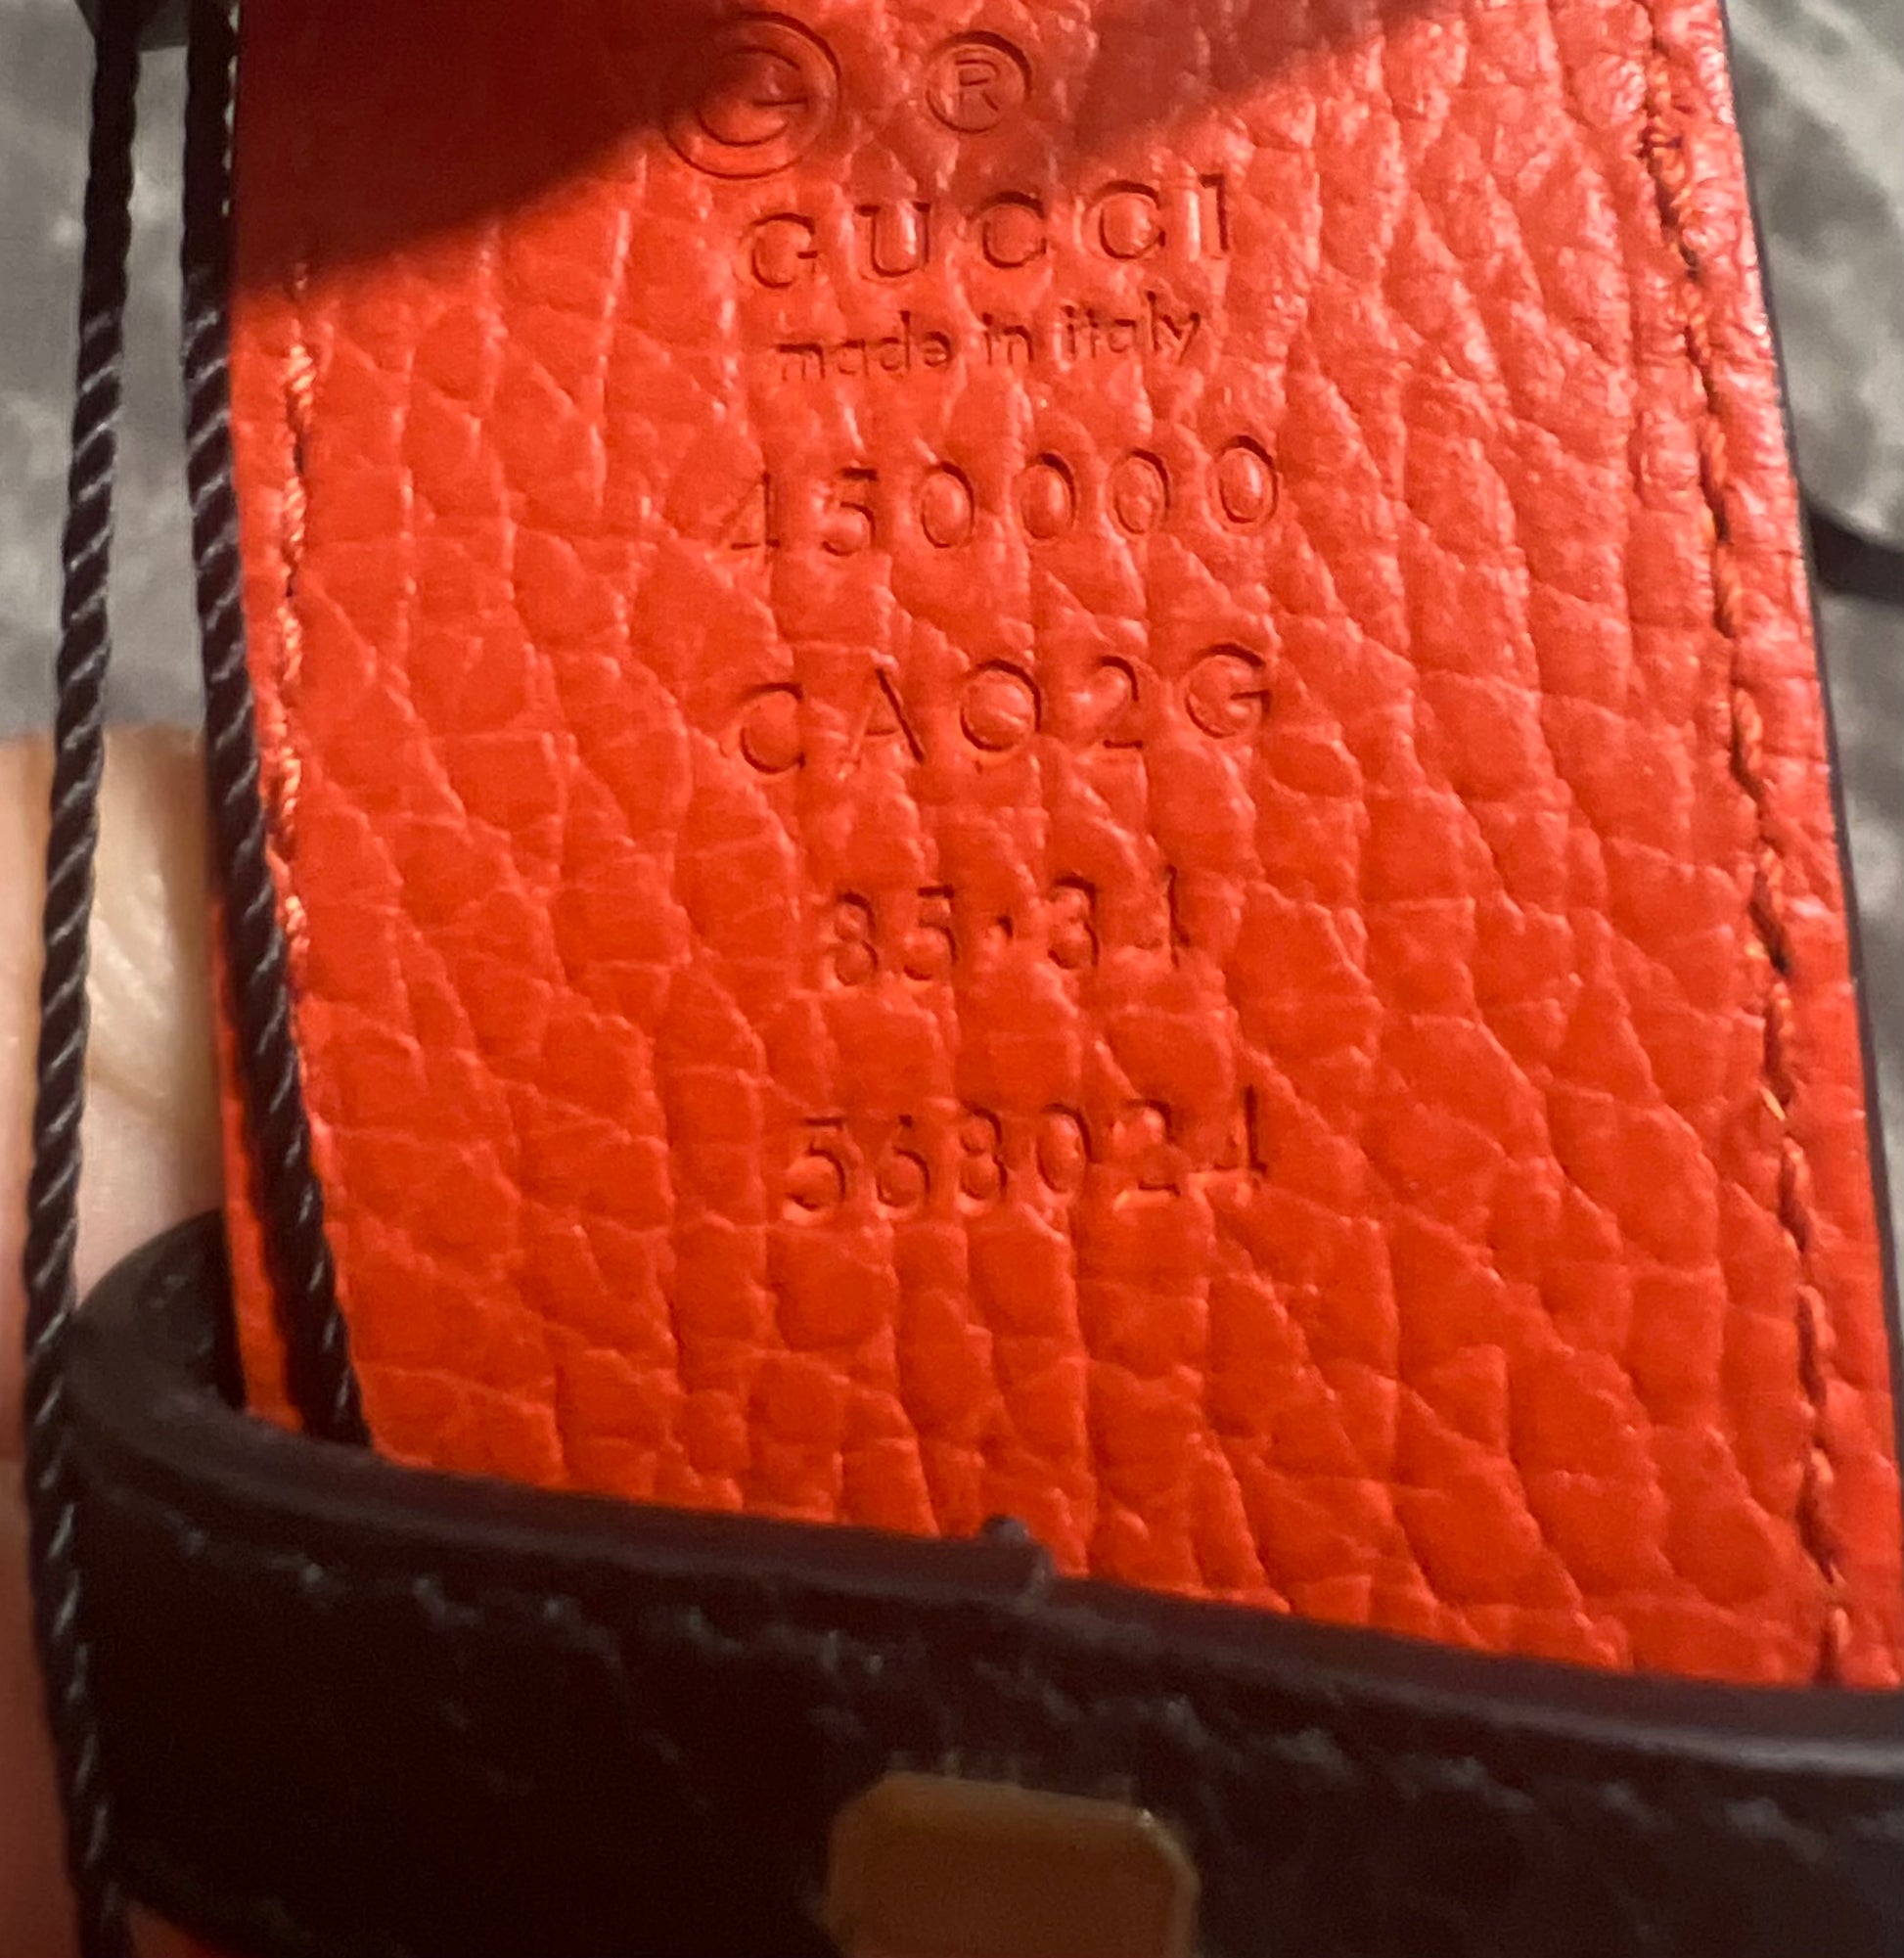 © ®
GUCCI
made in italy
450000
CAO2G
85·34
568024